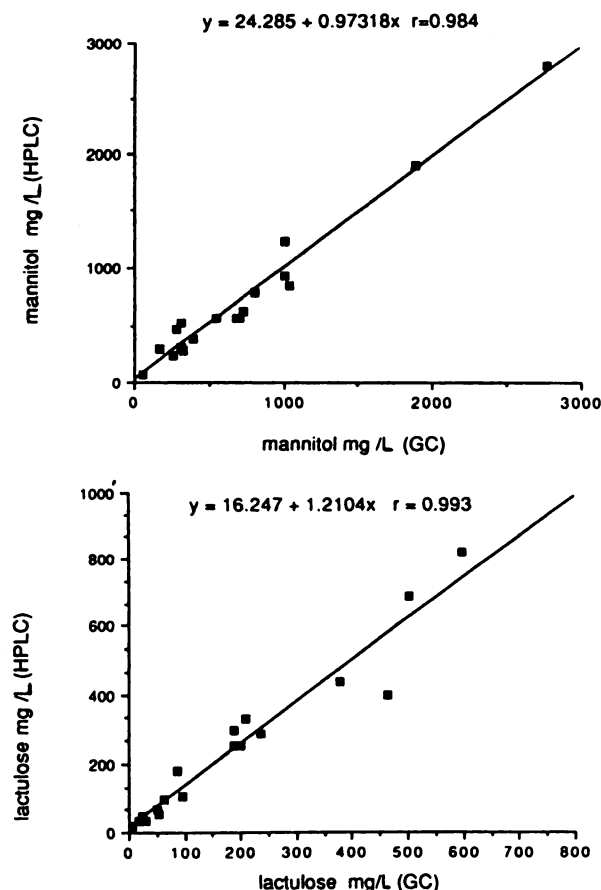 y = 24.285 + 0.97318x r=0.984
3000
2000
1000
0
mannitol mg /L (HPLC)
0 1000 2000 3000
mannitol mg /L (GC)
y = 16.247 + 1.2104x r = 0.993
1000
800
600
400
200
0
lactulose mg /L (HPLC)
0 100 200 300 400 500 600 700 800
lactulose mg/L (GC)